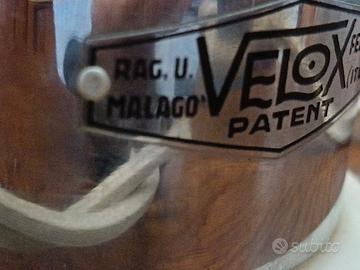 RAG. U.
MALAGO'
VELOX
PATENT
subito